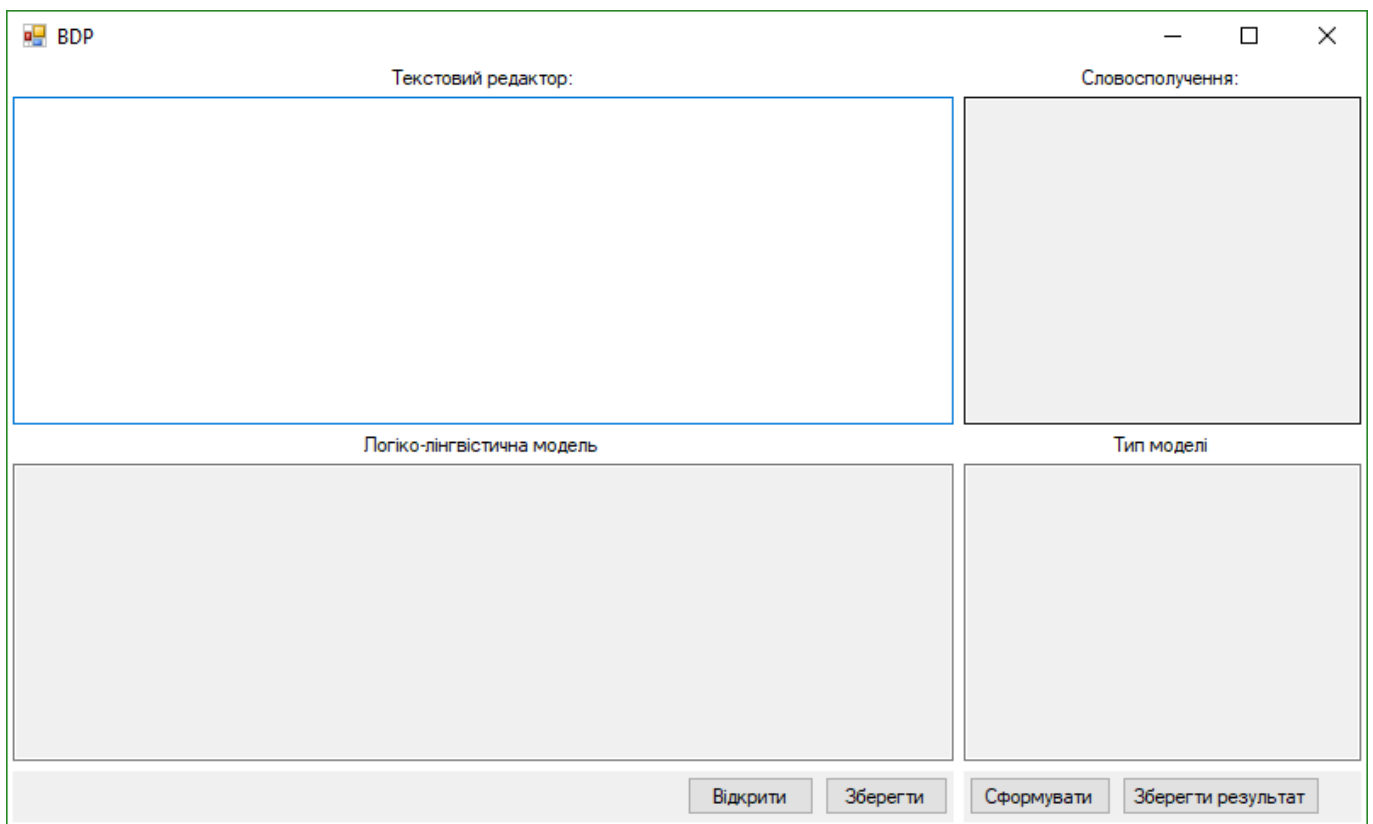 BDP
Текстовий редактор: Словосполучення:
Логіко-лінгвістична модель Тип моделі
Відкрити Зберегти Сформувати Зберегти результат